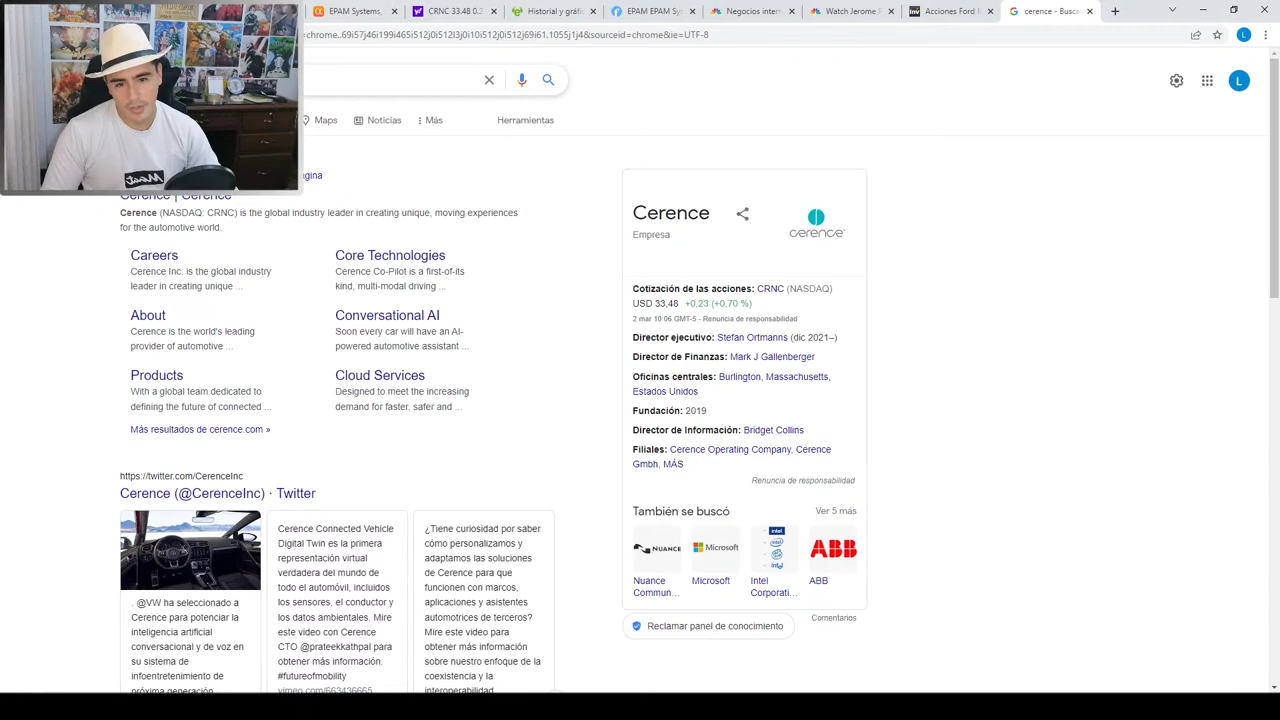 EPAM Systems,
CRNC 33.48 0.2
Historial y gráfic
EPAM EPAM Sy
Negocios intern
Watch Jerome P
Acciones Ford M
cerence - Busca
=chrome..69i57j46i199i465i512j0i512l3j0i10i512j0i512j69i61.1055j1j4&sourceid=chrome&ie=UTF-8
L
L
Maps
Noticias
Más
Herramientas
gina
Cerence | Cerence
Cerence (NASDAQ: CRNC) is the global industry leader in creating unique, moving experiences
for the automotive world.
Careers
Cerence Inc. is the global industry
leader in creating unique ...
Core Technologies
Cerence Co-Pilot is a first-of-its
kind, multi-modal driving ...
About
Cerence is the world's leading
provider of automotive ...
Conversational AI
Soon every car will have an AI-
powered automotive assistant ...
Products
With a global team dedicated to
defining the future of connected ...
Cloud Services
Designed to meet the increasing
demand for faster, safer and ...
Más resultados de cerence.com »
https://twitter.com/CerenceInc
Cerence (@CerenceInc) · Twitter
. @VW ha seleccionado a
Cerence para potenciar la
inteligencia artificial
conversacional y de voz en
su sistema de
infoentretenimiento de
próxima generación
Cerence Connected Vehicle
Digital Twin es la primera
representación virtual
verdadera del mundo de
todo el automóvil, incluidos
los sensores, el conductor y
los datos ambientales. Mire
este video con Cerence
CTO @prateekkathpal para
obtener más información.
#futureofmobility
vimeo.com/663436665
¿Tiene curiosidad por saber
cómo personalizamos y
adaptamos las soluciones
de Cerence para que
funcionen con marcos,
aplicaciones y asistentes
automotrices de terceros?
Mire este video para
obtener más información
sobre nuestro enfoque de la
coexistencia y la
interoperabilidad
Cerence
Empresa
cerence
Cotización de las acciones: CRNC (NASDAQ)
USD 33,48 +0,23 (+0,70 %)
2 mar 10:06 GMT-5 - Renuncia de responsabilidad
Director ejecutivo: Stefan Ortmanns (dic 2021–)
Director de Finanzas: Mark J Gallenberger
Oficinas centrales: Burlington, Massachusetts,
Estados Unidos
Fundación: 2019
Director de Información: Bridget Collins
Filiales: Cerence Operating Company, Cerence
Gmbh, MÁS
Renuncia de responsabilidad
También se buscó
Ver 5 más
NUANCE
Microsoft
intel
intel
intel
ABB
Nuance
Commun...
Microsoft
Intel
Corporati...
ABB
Comentarios
Reclamar panel de conocimiento